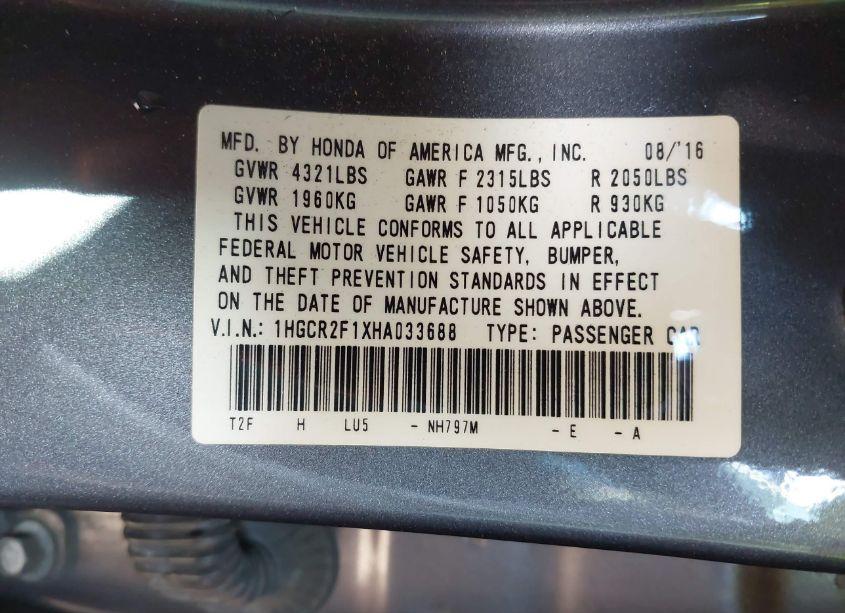 MFD. BY HONDA OF AMERICA MFG., INC. 08/'16
GVWR 4321LBS GAWR F 2315LBS R 2050LBS
GVWR 1960KG GAWR F 1050KG R 930KG
THIS VEHICLE CONFORMS TO ALL APPLICABLE
FEDERAL MOTOR VEHICLE SAFETY, BUMPER,
AND THEFT PREVENTION STANDARDS IN EFFECT
ON THE DATE OF MANUFACTURE SHOWN ABOVE.
V.I.N.: 1HGCR2F1XHA033688 TYPE: PASSENGER CAR
T2F H LU5 - NH797M - E - A